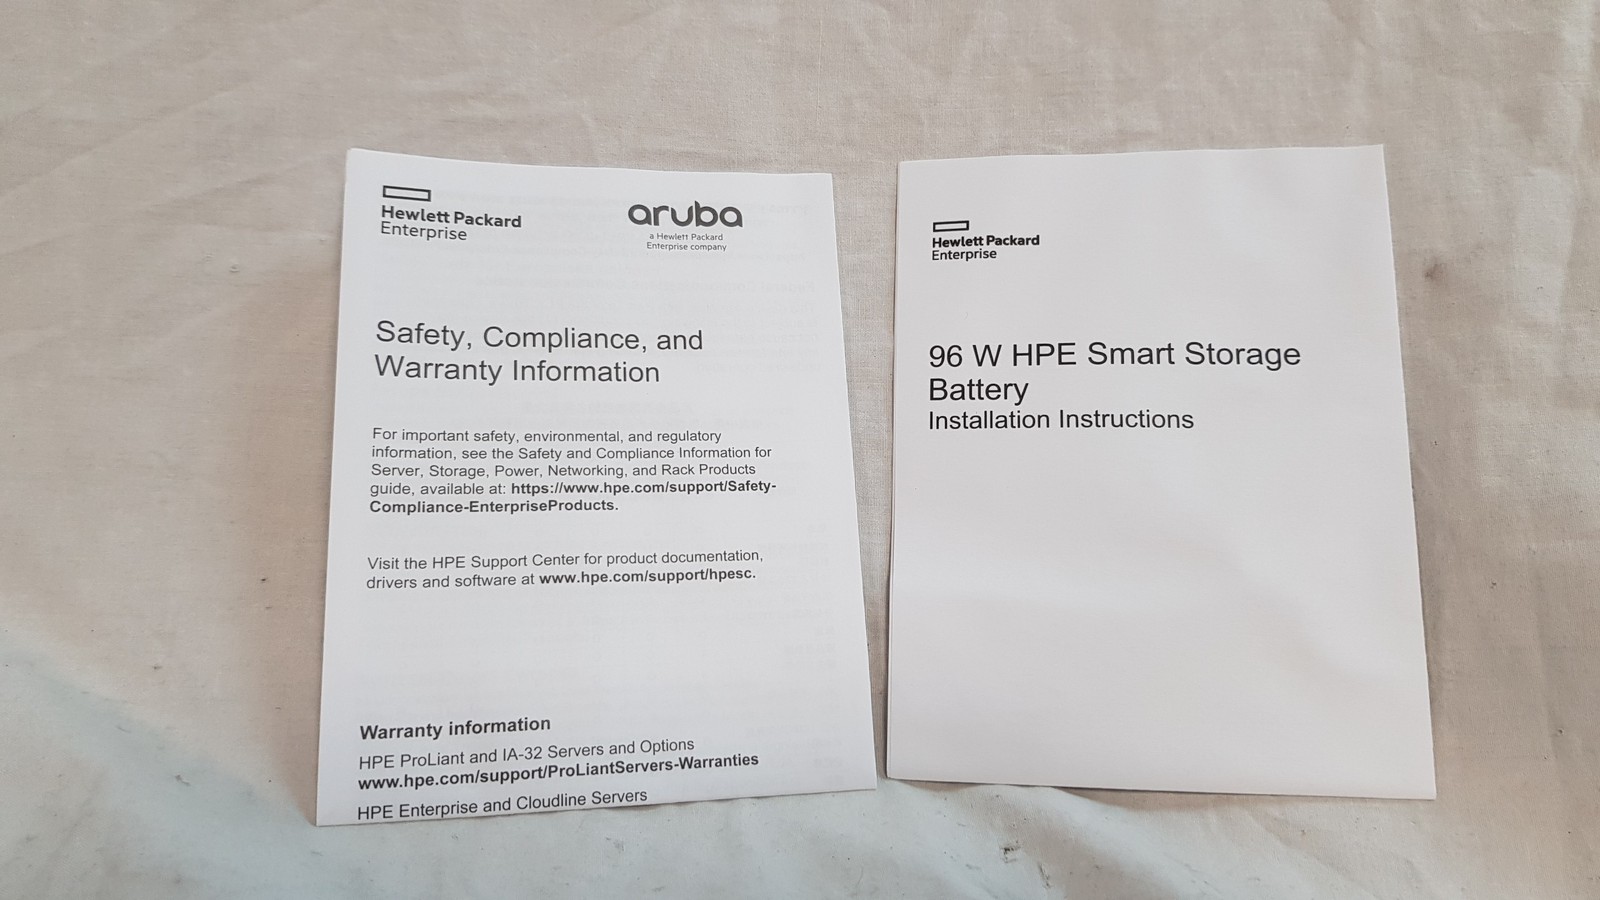 Hewlett Packard
Enterprise
aruba
a Hewlett Packard
Enterprise company
Safety, Compliance, and
Warranty Information
For important safety, environmental, and regulatory
information, see the Safety and Compliance Information for
Server, Storage, Power, Networking, and Rack Products
guide, available at: https://www.hpe.com/support/Safety-
Compliance-EnterpriseProducts.
Visit the HPE Support Center for product documentation,
drivers and software at www.hpe.com/support/hpesc.
Warranty information
HPE ProLiant and IA-32 Servers and Options
www.hpe.com/support/ProLiantServers-Warranties
HPE Enterprise and Cloudline Servers
Hewlett Packard
Enterprise
96 W HPE Smart Storage
Battery
Installation Instructions